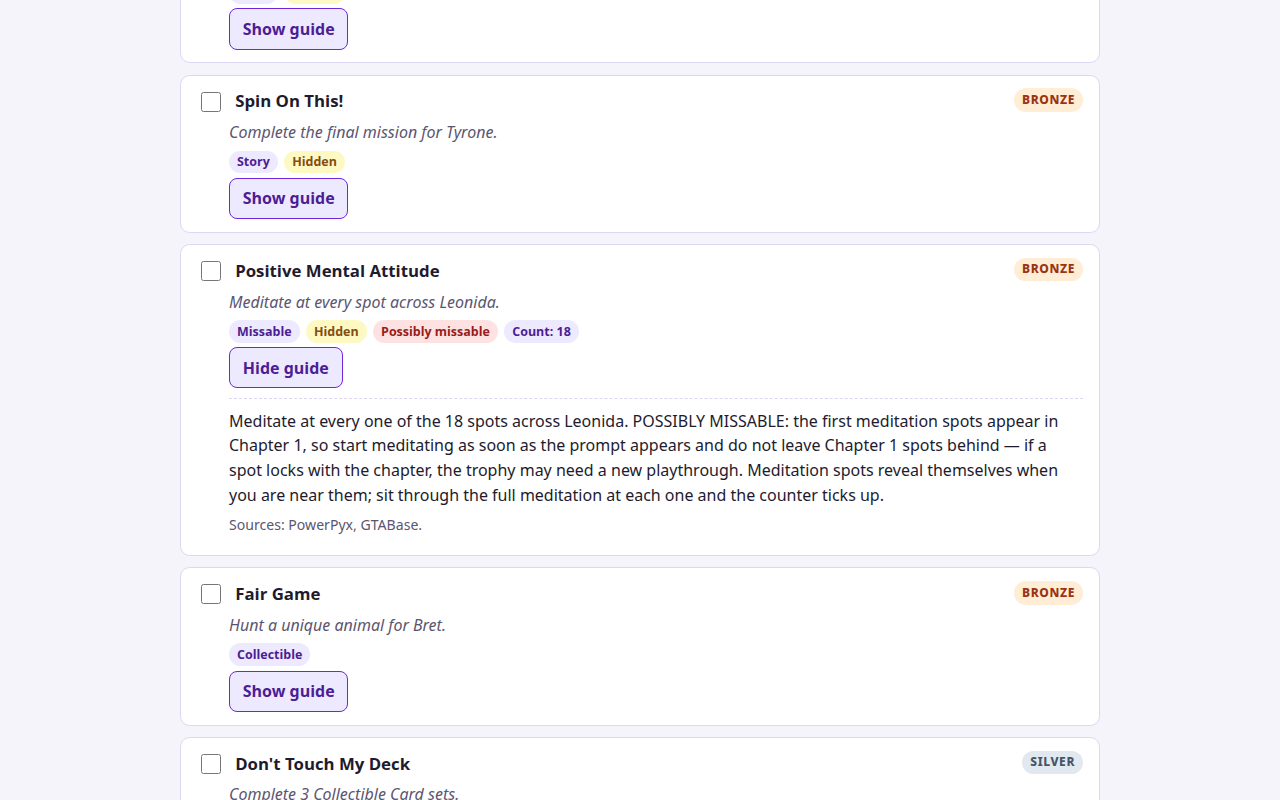 Show guide
Spin On This!
BRONZE
Complete the final mission for Tyrone.
Story Hidden
Show guide
Positive Mental Attitude
BRONZE
Meditate at every spot across Leonida.
Missable Hidden Possibly missable Count: 18
Hide guide
Meditate at every one of the 18 spots across Leonida. POSSIBLY MISSABLE: the first meditation spots appear in
Chapter 1, so start meditating as soon as the prompt appears and do not leave Chapter 1 spots behind — if a
spot locks with the chapter, the trophy may need a new playthrough. Meditation spots reveal themselves when
you are near them; sit through the full meditation at each one and the counter ticks up.
Sources: PowerPyx, GTABase.
Fair Game
BRONZE
Hunt a unique animal for Bret.
Collectible
Show guide
Don't Touch My Deck
SILVER
Complete 3 Collectible Card sets.